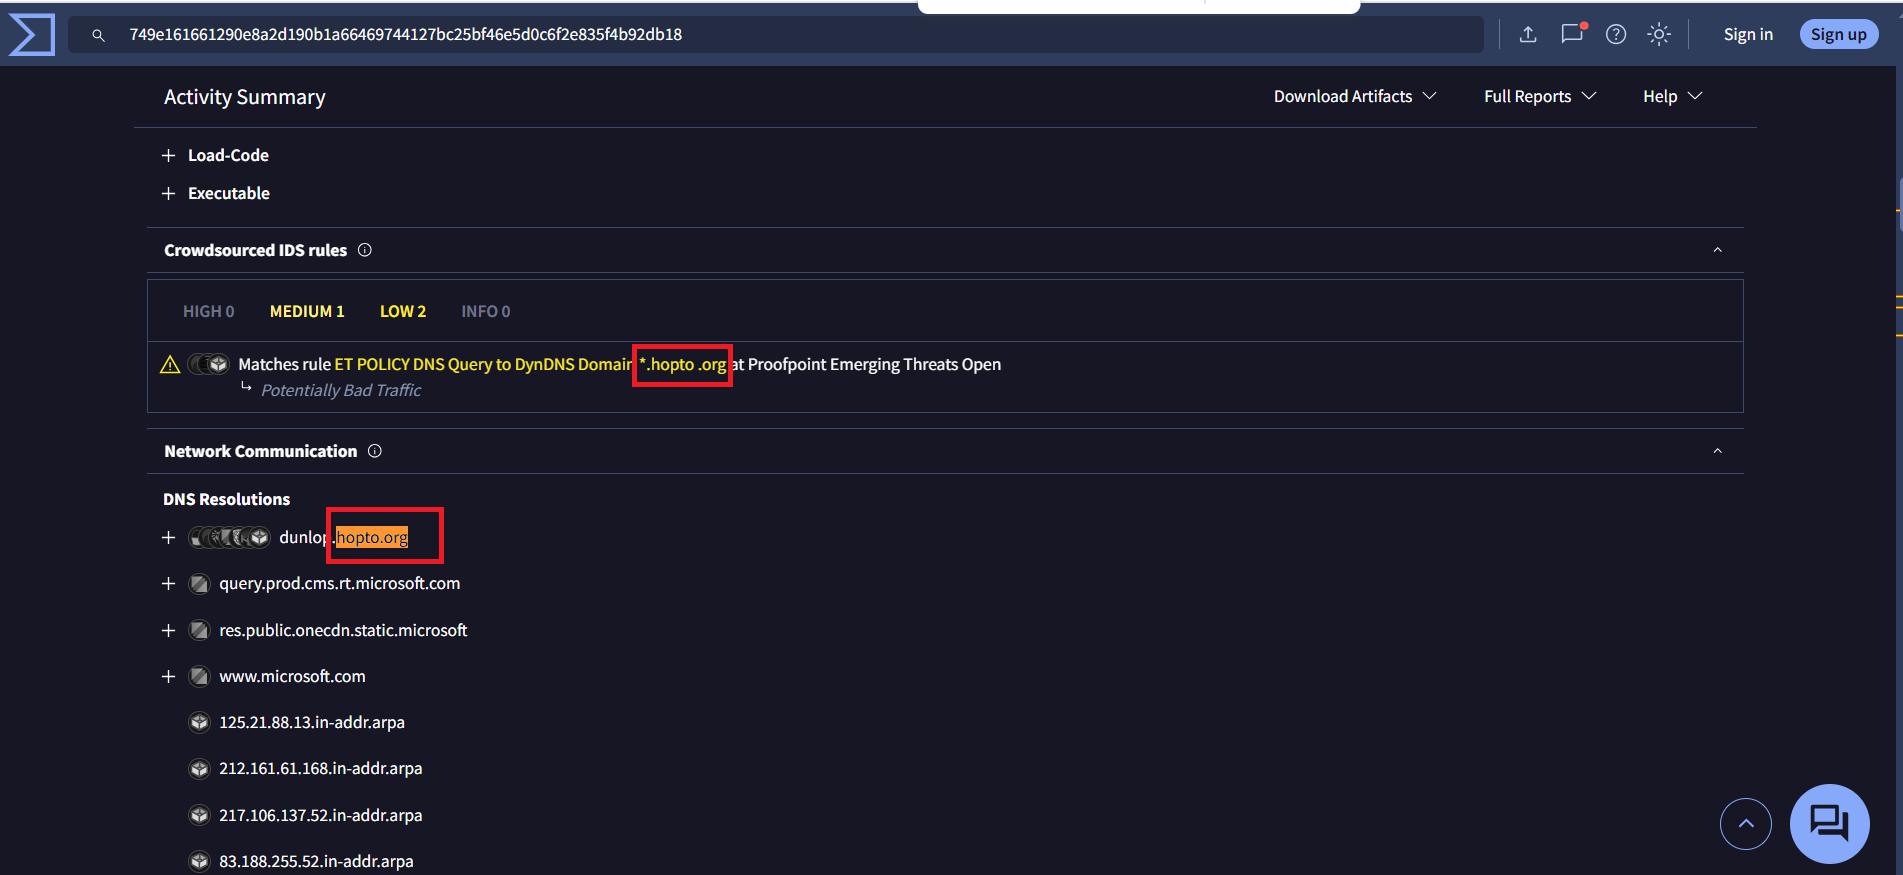 749e161661290e8a2d190b1a66469744127bc25bf46e5d0c6f2e835f4b92db18
Sign in
Sign up
Activity Summary
Download Artifacts
Full Reports
Help
Load-Code
Executable
Crowdsourced IDS rules
HIGH 0 MEDIUM 1 LOW 2 INFO 0
Matches rule ET POLICY DNS Query to DynDNS Domain *.hopto .org at Proofpoint Emerging Threats Open
Potentially Bad Traffic
Network Communication
DNS Resolutions
dunlop.hopto.org
query.prod.cms.rt.microsoft.com
res.public.onecdn.static.microsoft
www.microsoft.com
125.21.88.13.in-addr.arpa
212.161.61.168.in-addr.arpa
217.106.137.52.in-addr.arpa
83.188.255.52.in-addr.arpa